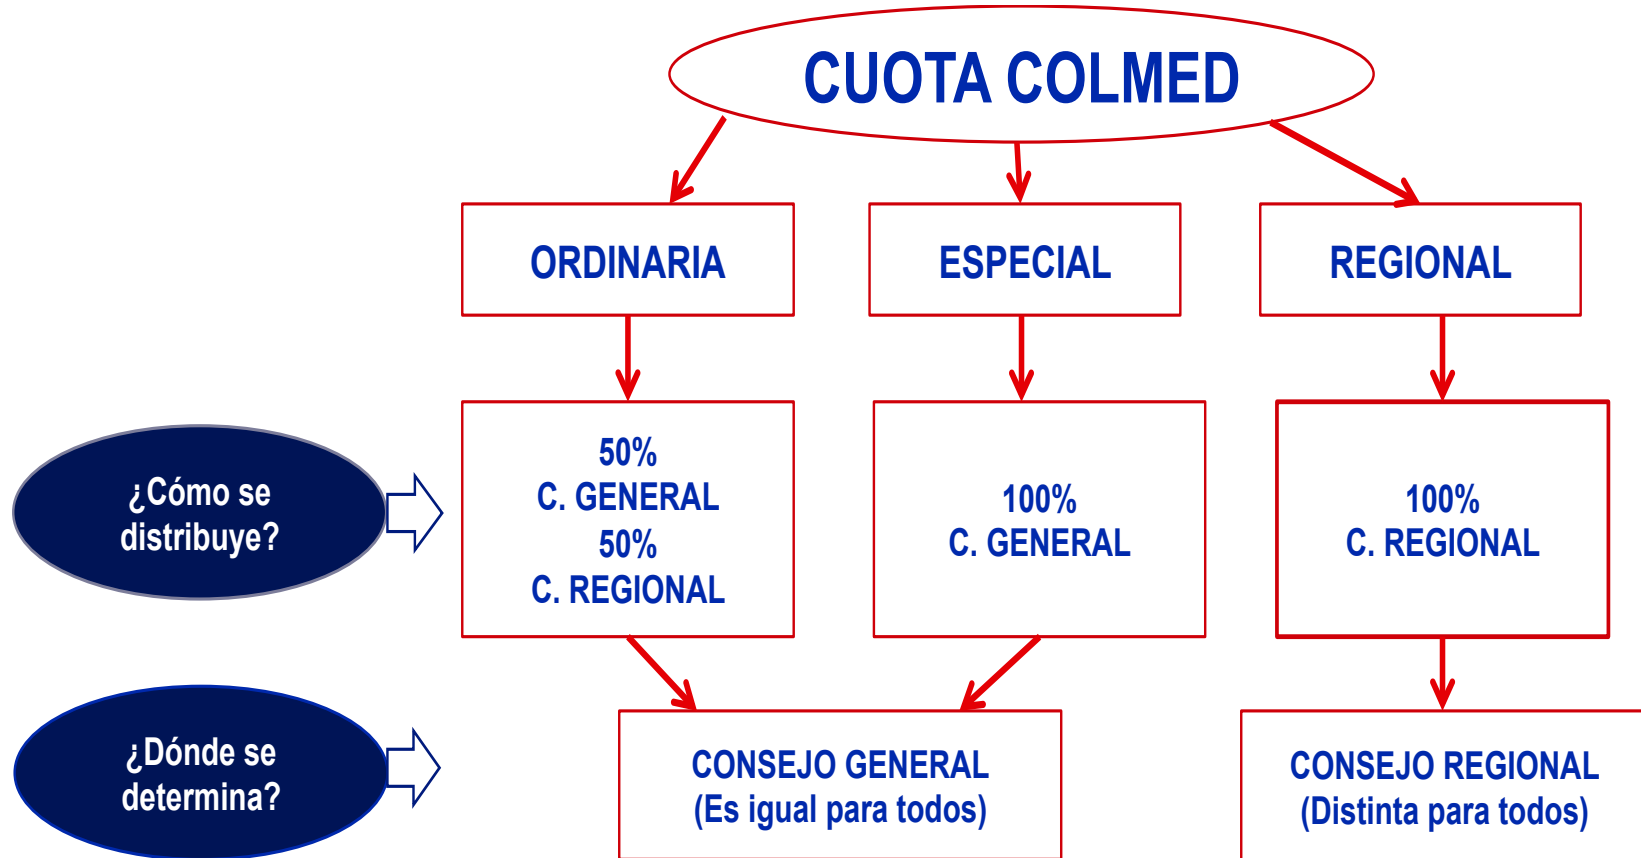 CUOTA COLMED
ORDINARIA
ESPECIAL
REGIONAL
¿Cómo se
distribuye?
50%
C. GENERAL
50%
C. REGIONAL
100%
C. GENERAL
100%
C. REGIONAL
¿Dónde se
determina?
CONSEJO GENERAL
(Es igual para todos)
CONSEJO REGIONAL
(Distinta para todos)